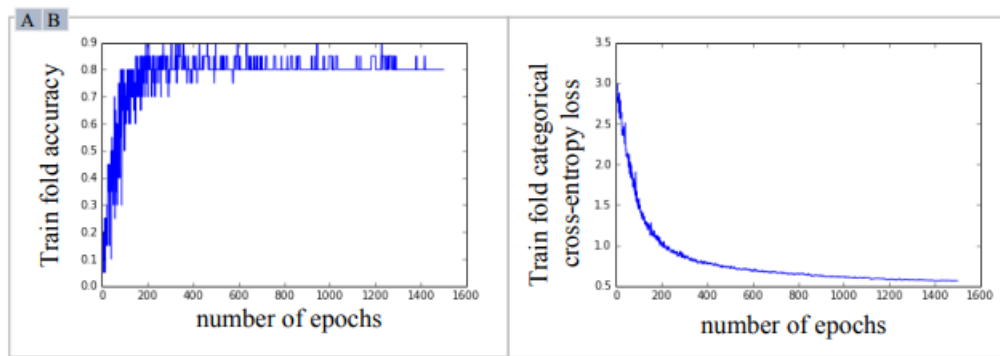 A B
Train fold accuracy
0.9
0.8
0.7
0.6
0.5
0.4
0.3
0.2
0.1
0.0
0 200 400 600 800 1000 1200 1400 1600
number of epochs
Train fold categorical
cross-entropy loss
3.5
3.0
2.5
2.0
1.5
1.0
0.5
0 200 400 600 800 1000 1200 1400 1600
number of epochs